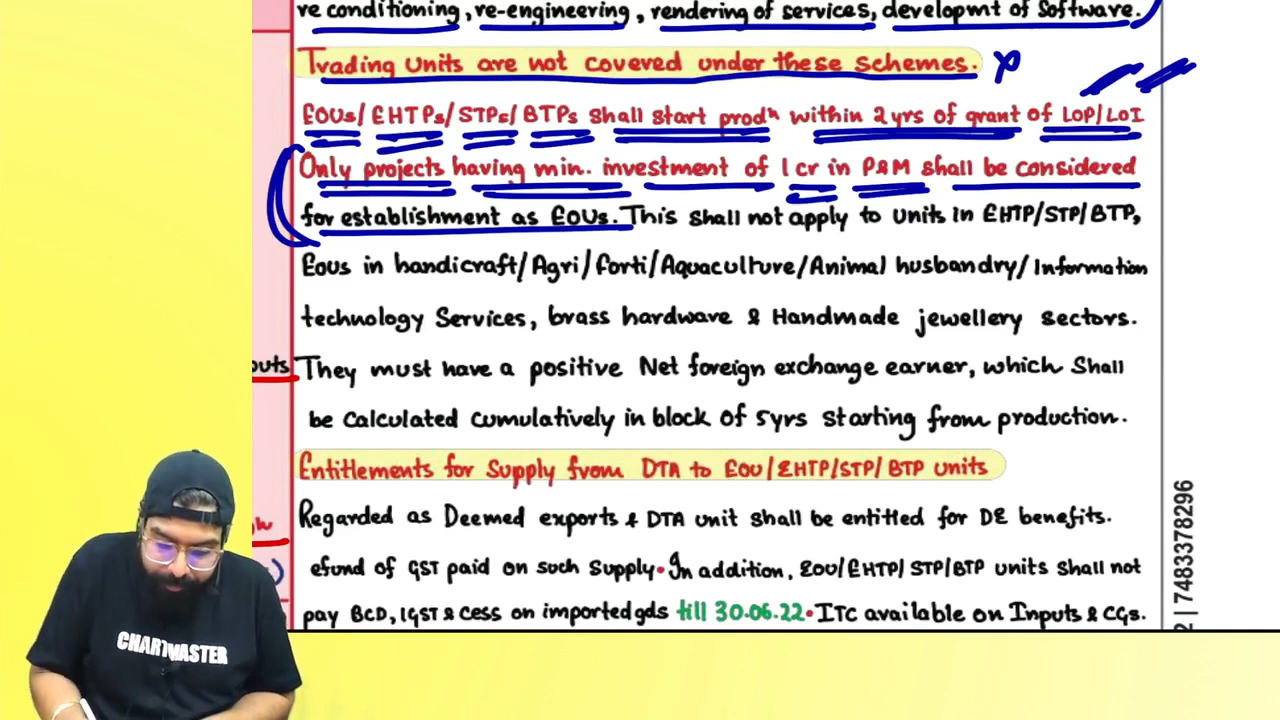 re conditioning, re-engineering, rendering of services, developmt of Software.
Trading Units are not covered under these schemes.
EOUs/ EHTPs/ STPs/ BTPs shall start prodn within 2yrs of grant of LOP/LOI
Only projects having min. investment of 1 cr in P&M shall be considered
for establishment as EOUs. This shall not apply to units in EHTP/STP/BTP,
Eous in handicraft/Agri/forti/Aquaculture/Animal husbandry/Information
technology Services, brass hardware & Handmade jewellery sectors.
outs They must have a positive Net foreign exchange earner, which Shall
be Calculated cumulatively in block of 5yrs starting from production.
Entitlements for Supply from DTA to EOU/EHTP/STP/BTP units
Regarded as Deemed exports & DTA unit shall be entitled for DE benefits.
efund of GST paid on such Supply•In addition, EOU/EHTP/STP/BTP units shall not
pay BCD, IGST & cess on imported gds till 30.06.22•ITC available on Inputs & CGs.
CHARTMASTER
2 | 7483378296